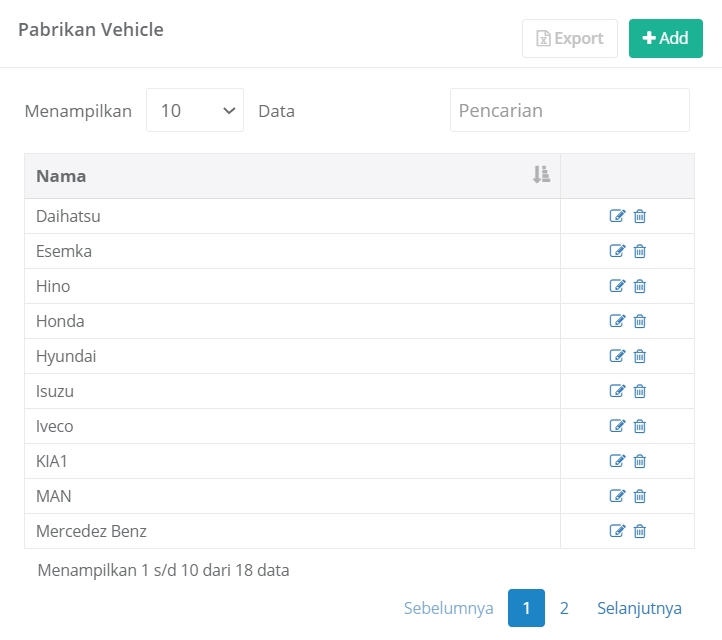 Pabrikan Vehicle
Export
Add
Menampilkan 10 Data
Pencarian
Nama
Daihatsu
Esemka
Hino
Honda
Hyundai
Isuzu
Iveco
KIA1
MAN
Mercedez Benz
Menampilkan 1 s/d 10 dari 18 data
Sebelumnya 1 2 Selanjutnya